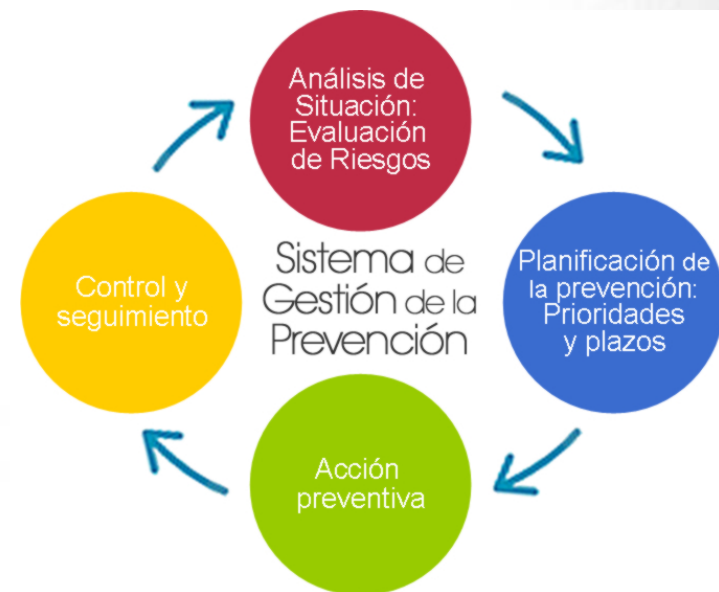 Análisis de
Situación:
Evaluación
de Riesgos
Planificación de
la prevención:
Prioridades
y plazos
Acción
preventiva
Control y
seguimiento
Sistema de
Gestión de la
Prevención